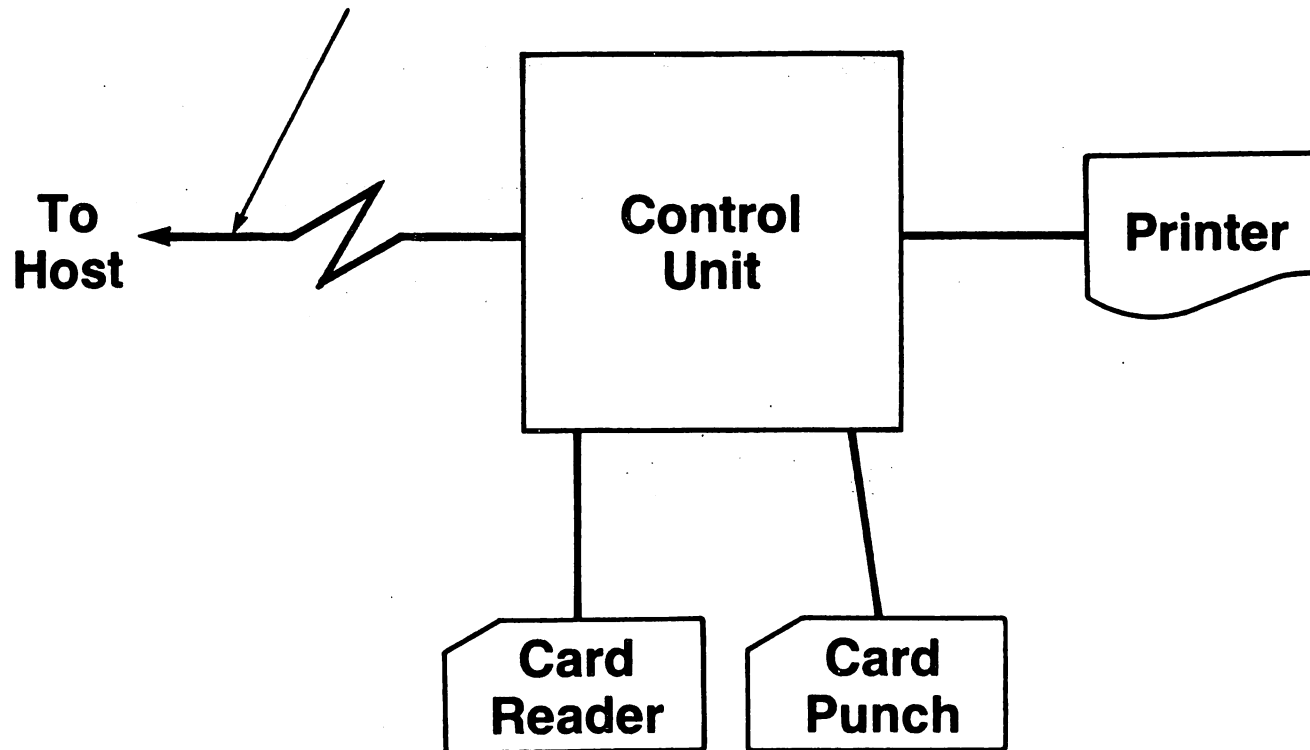 To
Host
Control
Unit
Printer
Card
Reader
Card
Punch